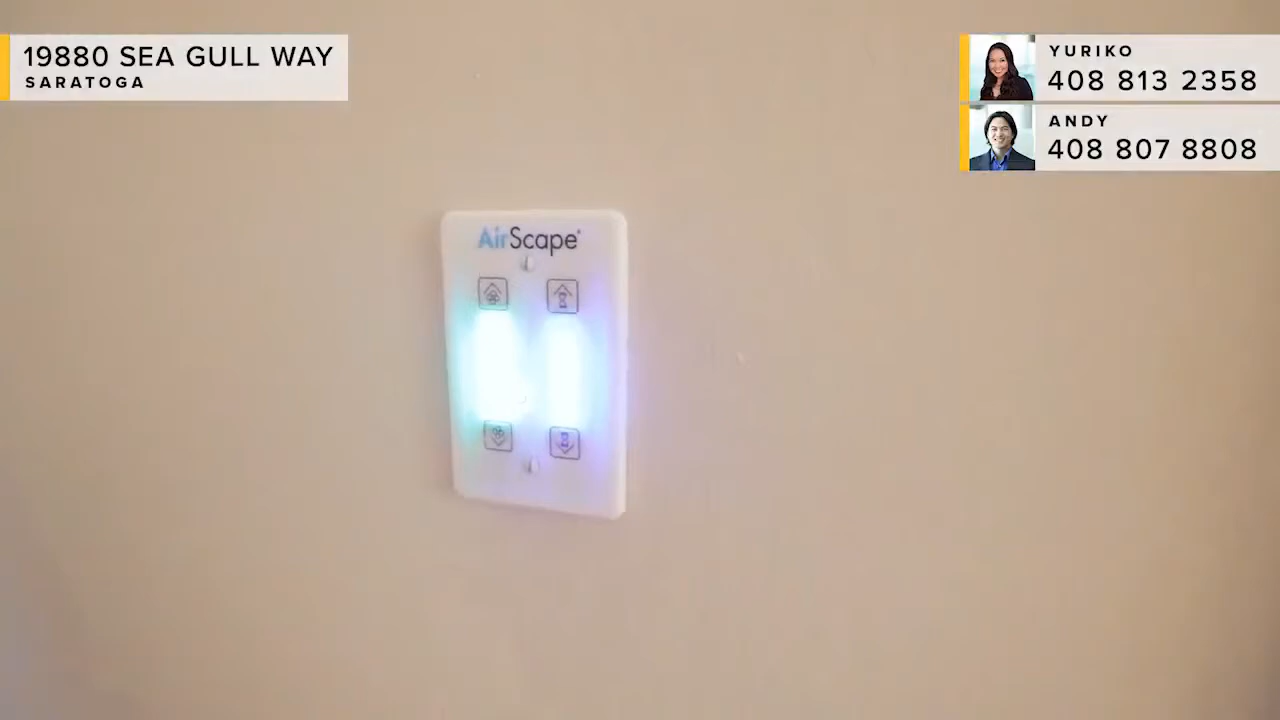 19880 SEA GULL WAY
SARATOGA
YURIKO
408 813 2358
ANDY
408 807 8808
AirScape